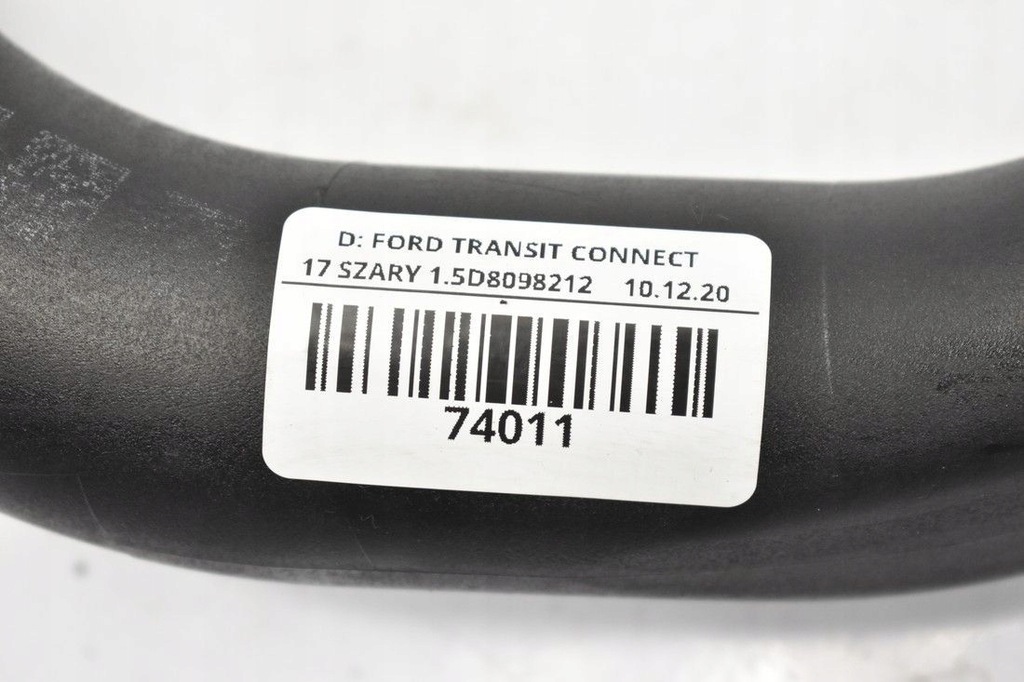 D: FORD TRANSIT CONNECT
17 SZARY 1.5D8098212 10.12.20
74011